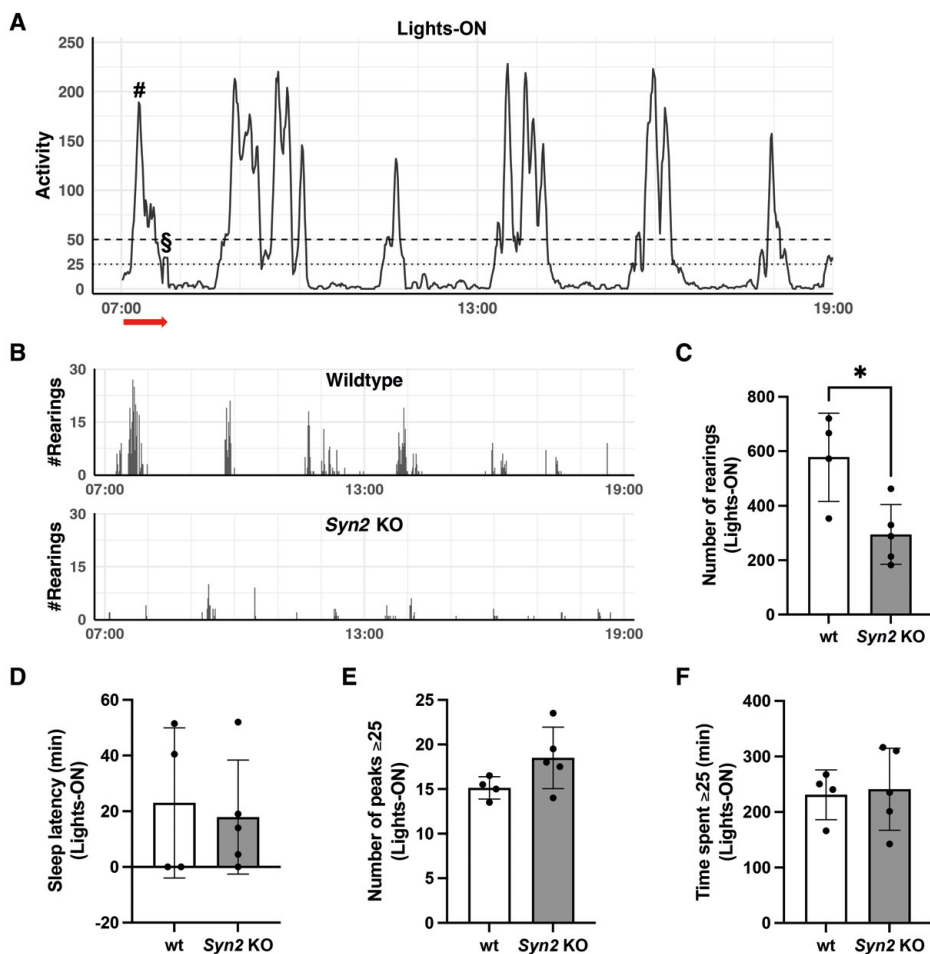 A
Lights-ON
Activity
250
200
150
100
50
25
0
#
§
07:00 13:00 19:00
B
#Rearings
30
15
0
Wildtype
07:00 13:00 19:00
#Rearings
30
15
0
Syn2 KO
07:00 13:00 19:00
C
Number of rearings
(Lights-ON)
800
600
400
200
0
*
wt Syn2 KO
D
Sleep latency (min)
(Lights-ON)
60
40
20
0
-20
wt Syn2 KO
E
Number of peaks ≥25
(Lights-ON)
25
20
15
10
5
0
wt Syn2 KO
F
Time spent ≥25 (min)
(Lights-ON)
400
300
200
100
0
wt Syn2 KO